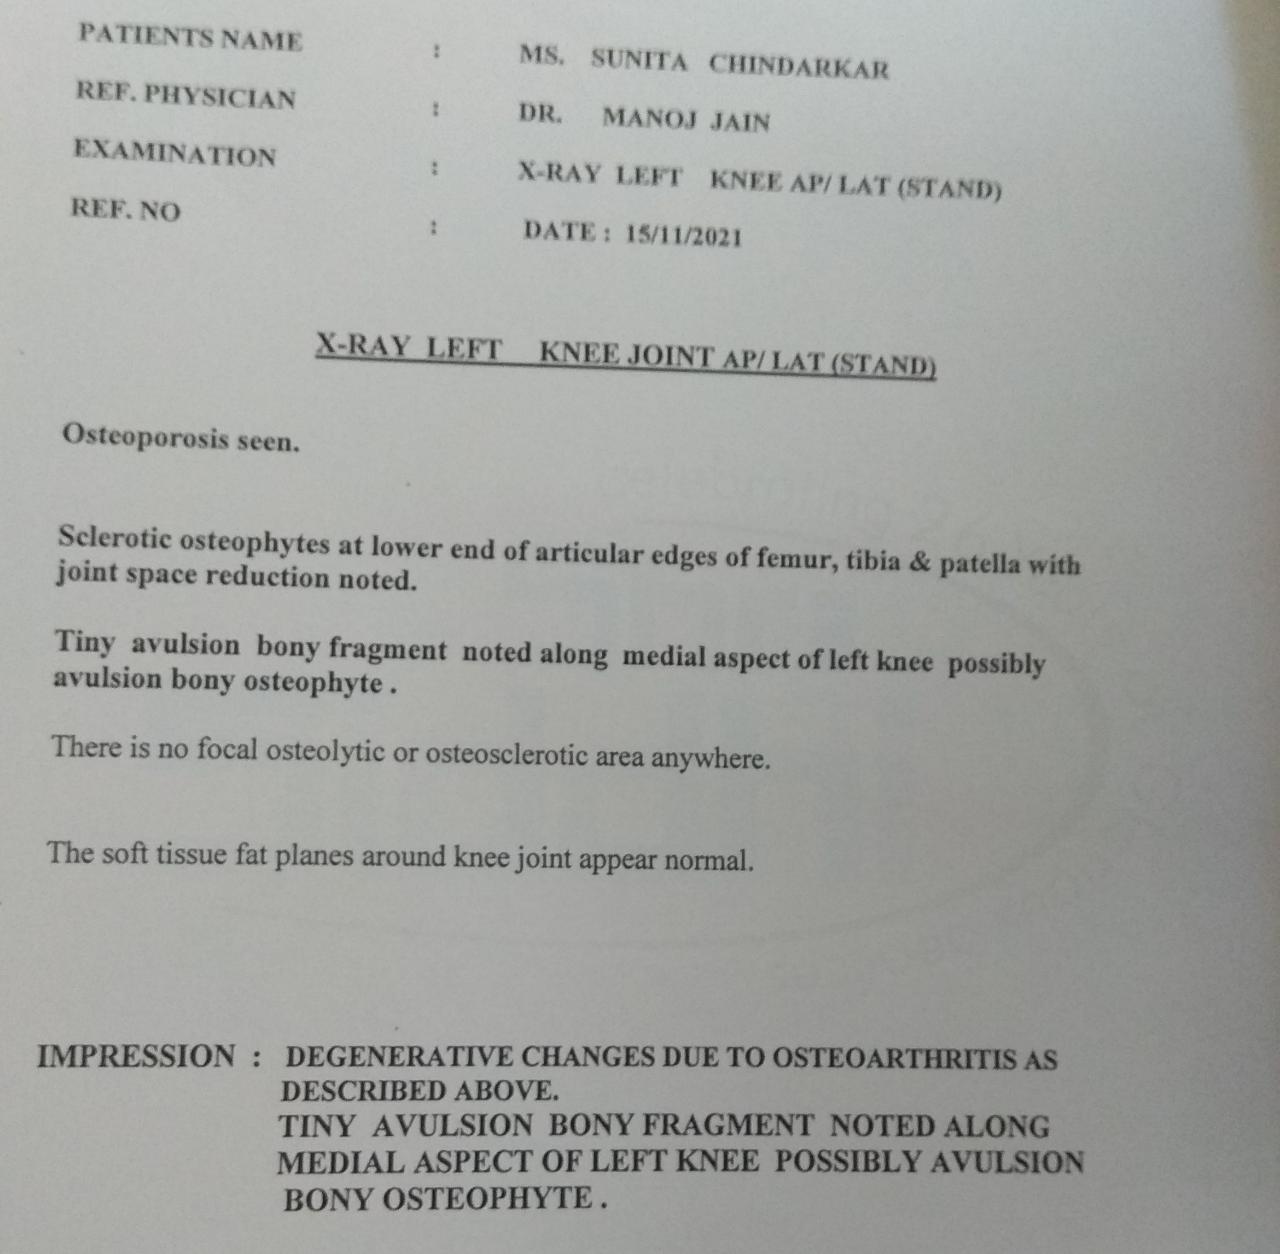 PATIENTS NAME : MS. SUNITA CHINDARKAR
REF. PHYSICIAN : DR. MANOJ JAIN
EXAMINATION : X-RAY LEFT KNEE AP/ LAT (STAND)
REF. NO : DATE : 15/11/2021
X-RAY LEFT KNEE JOINT AP/ LAT (STAND)
Osteoporosis seen.
Sclerotic osteophytes at lower end of articular edges of femur, tibia & patella with
joint space reduction noted.
Tiny avulsion bony fragment noted along medial aspect of left knee possibly
avulsion bony osteophyte .
There is no focal osteolytic or osteosclerotic area anywhere.
The soft tissue fat planes around knee joint appear normal.
IMPRESSION : DEGENERATIVE CHANGES DUE TO OSTEOARTHRITIS AS
DESCRIBED ABOVE.
TINY AVULSION BONY FRAGMENT NOTED ALONG
MEDIAL ASPECT OF LEFT KNEE POSSIBLY AVULSION
BONY OSTEOPHYTE .